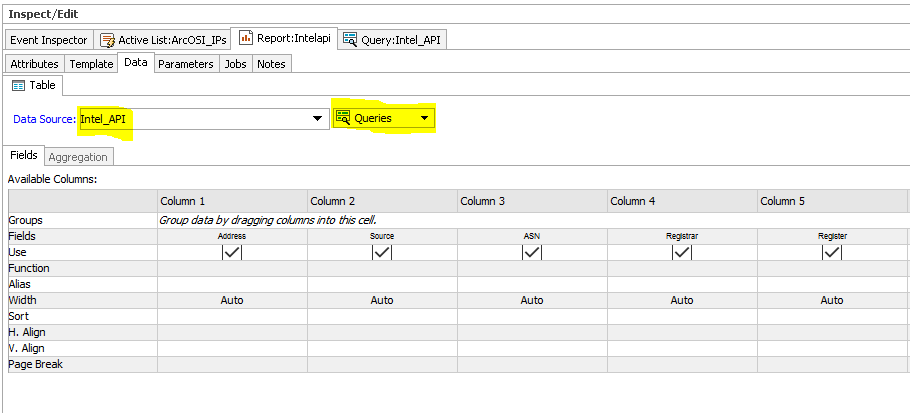 Inspect/Edit
Event Inspector Active List:ArcOSI_IPs Report:Intelapi Query:Intel_API
Attributes Template Data Parameters Jobs Notes
Table
Data Source: Intel_API Queries
Fields Aggregation
Available Columns:
Column 1 Column 2 Column 3 Column 4 Column 5
Groups Group data by dragging columns into this cell.
Fields Address Source ASN Registrar Register
Use
Function
Alias
Width Auto Auto Auto Auto Auto
Sort
H. Align
V. Align
Page Break